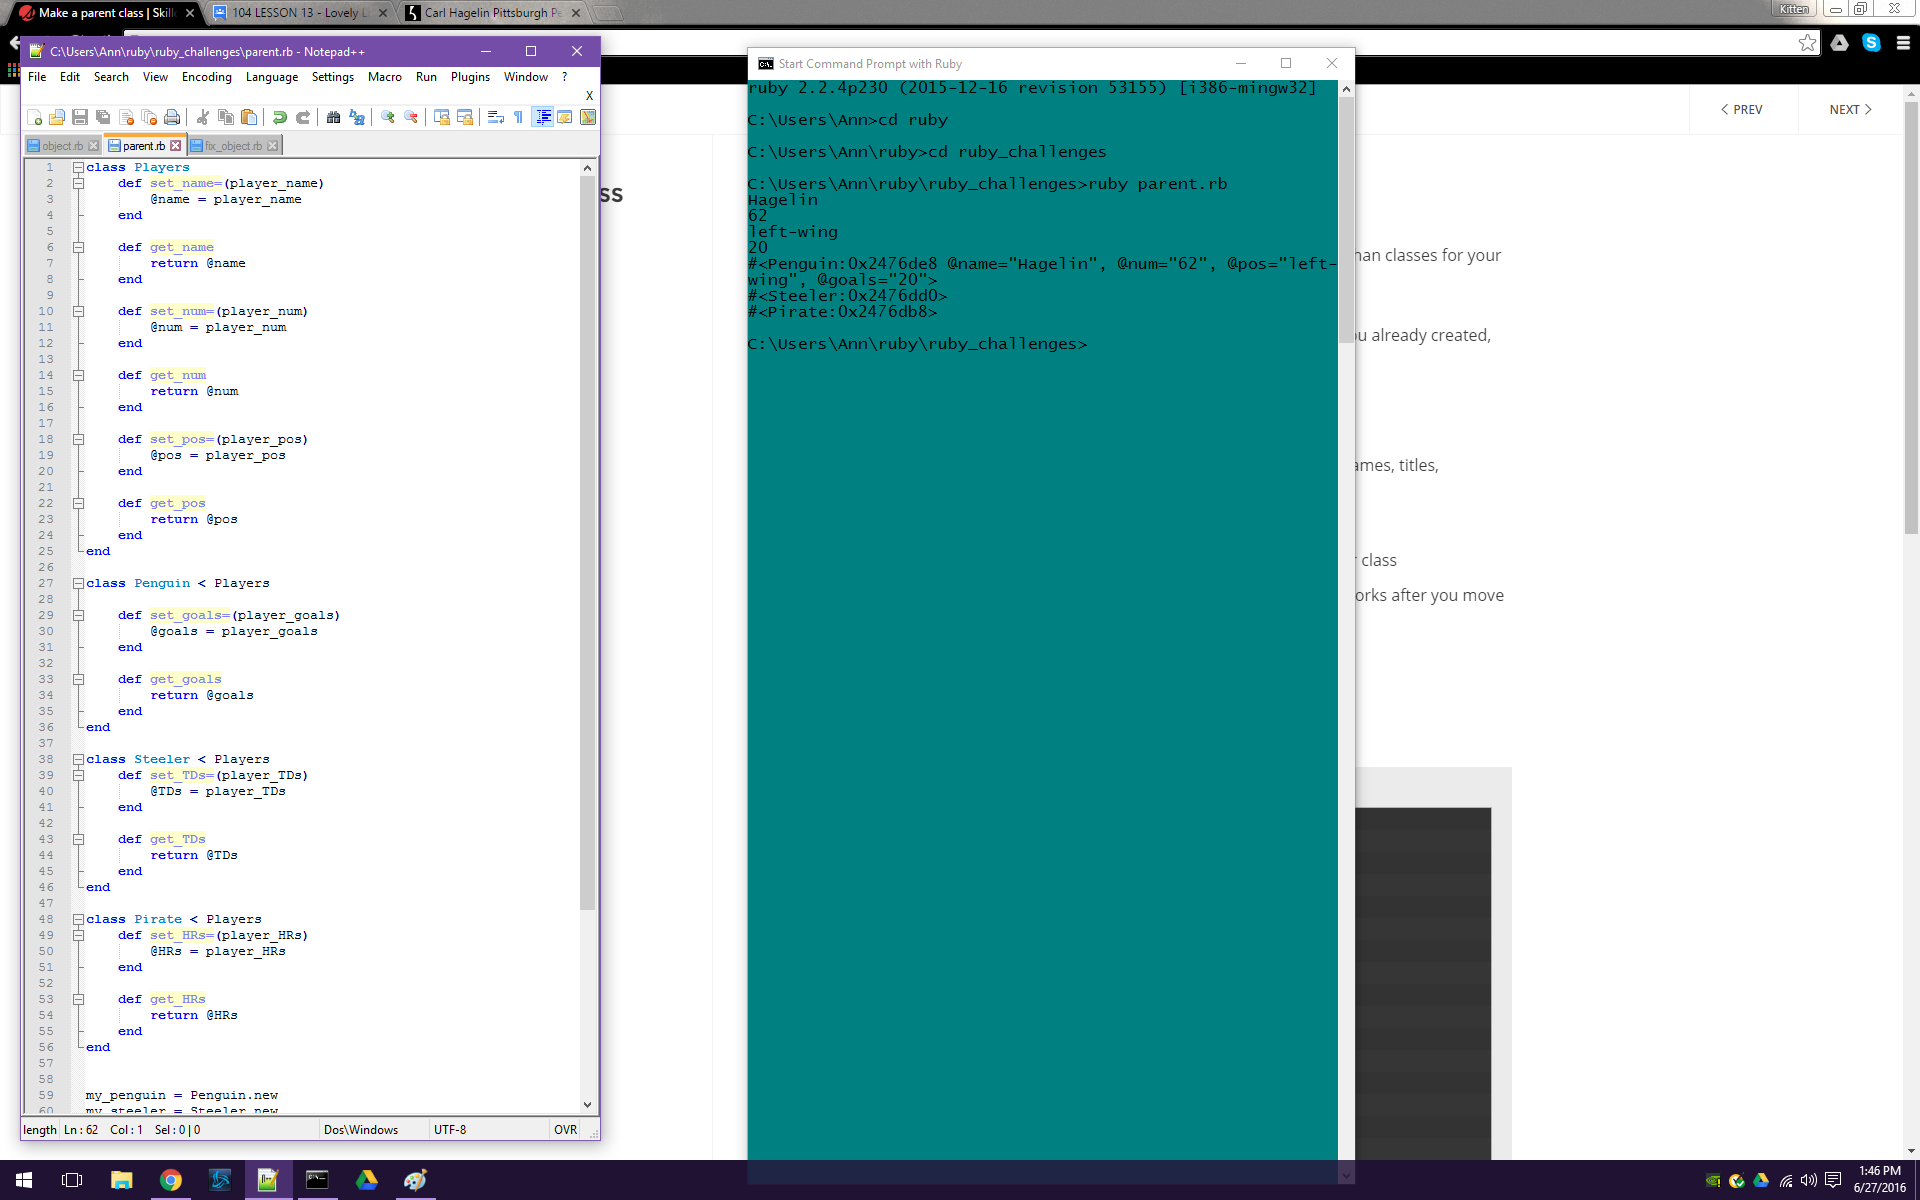 Make a parent class | Skill
104 LESSON 13 - Lovely L
Carl Hagelin Pittsburgh Pe
Kitten
C:\Users\Ann\ruby\ruby_challenges\parent.rb - Notepad++
File Edit Search View Encoding Language Settings Macro Run Plugins Window ?
X
object.rb parent.rb fix_object.rb
1 class Players
2 def set_name=(player_name)
3 @name = player_name
4 end
5
6 def get_name
7 return @name
8 end
9
10 def set_num=(player_num)
11 @num = player_num
12 end
13
14 def get_num
15 return @num
16 end
17
18 def set_pos=(player_pos)
19 @pos = player_pos
20 end
21
22 def get_pos
23 return @pos
24 end
25 end
26
27 class Penguin < Players
28
29 def set_goals=(player_goals)
30 @goals = player_goals
31 end
32
33 def get_goals
34 return @goals
35 end
36 end
37
38 class Steeler < Players
39 def set_TDs=(player_TDs)
40 @TDs = player_TDs
41 end
42
43 def get_TDs
44 return @TDs
45 end
46 end
47
48 class Pirate < Players
49 def set_HRs=(player_HRs)
50 @HRs = player_HRs
51 end
52
53 def get_HRs
54 return @HRs
55 end
56 end
57
58
59 my_penguin = Penguin.new
60 my_steeler = Steeler.new
length Ln : 62 Col : 1 Sel : 0 | 0 Dos\Windows UTF-8 OVR
Start Command Prompt with Ruby
ruby 2.2.4p230 (2015-12-16 revision 53155) [i386-mingw32]
C:\Users\Ann>cd ruby
C:\Users\Ann\ruby>cd ruby_challenges
C:\Users\Ann\ruby\ruby_challenges>ruby parent.rb
Hagelin
62
left-wing
20
#<Penguin:0x2476de8 @name="Hagelin", @num="62", @pos="left-
wing", @goals="20">
#<Steeler:0x2476dd0>
#<Pirate:0x2476db8>
C:\Users\Ann\ruby\ruby_challenges>
PREV NEXT
ss
an classes for your
u already created,
ames, titles,
class
orks after you move
1:46 PM
6/27/2016